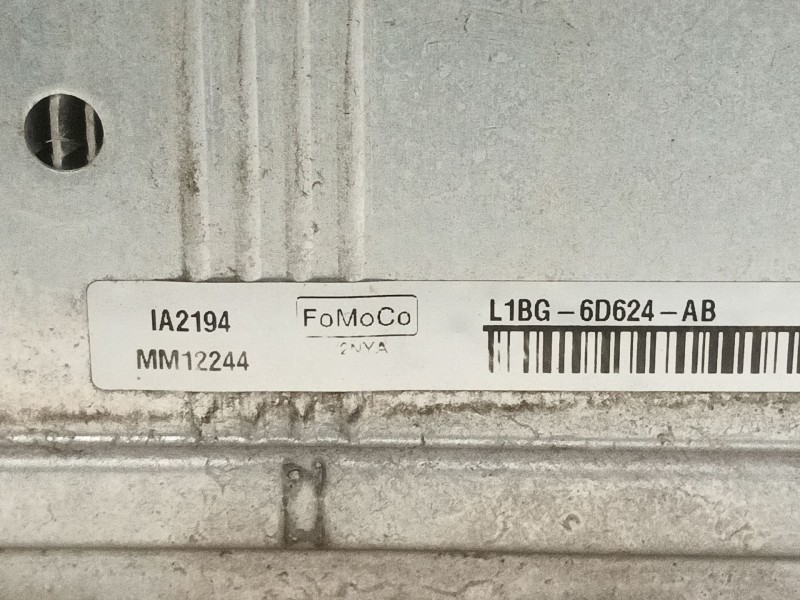 IA2194
MM12244
FoMoCo
2NYA
L1BG-6D624-AB